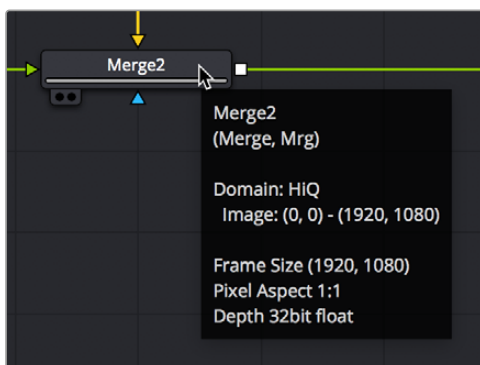 Merge2
Merge2
(Merge, Mrg)
Domain: HiQ
Image: (0, 0) - (1920, 1080)
Frame Size (1920, 1080)
Pixel Aspect 1:1
Depth 32bit float